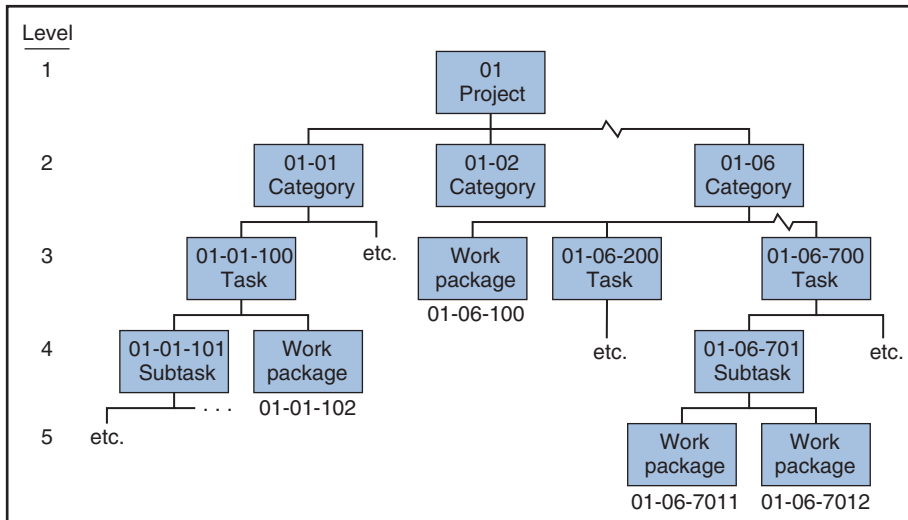 Level
1
01
Project
2
01-01
Category
01-02
Category
01-06
Category
3
01-01-100
Task
etc.
Work
package
01-06-100
01-06-200
Task
01-06-700
Task
4
01-01-101
Subtask
Work
package
01-01-102
etc.
01-06-701
Subtask
etc.
5
etc.
. . .
Work
package
01-06-7011
Work
package
01-06-7012